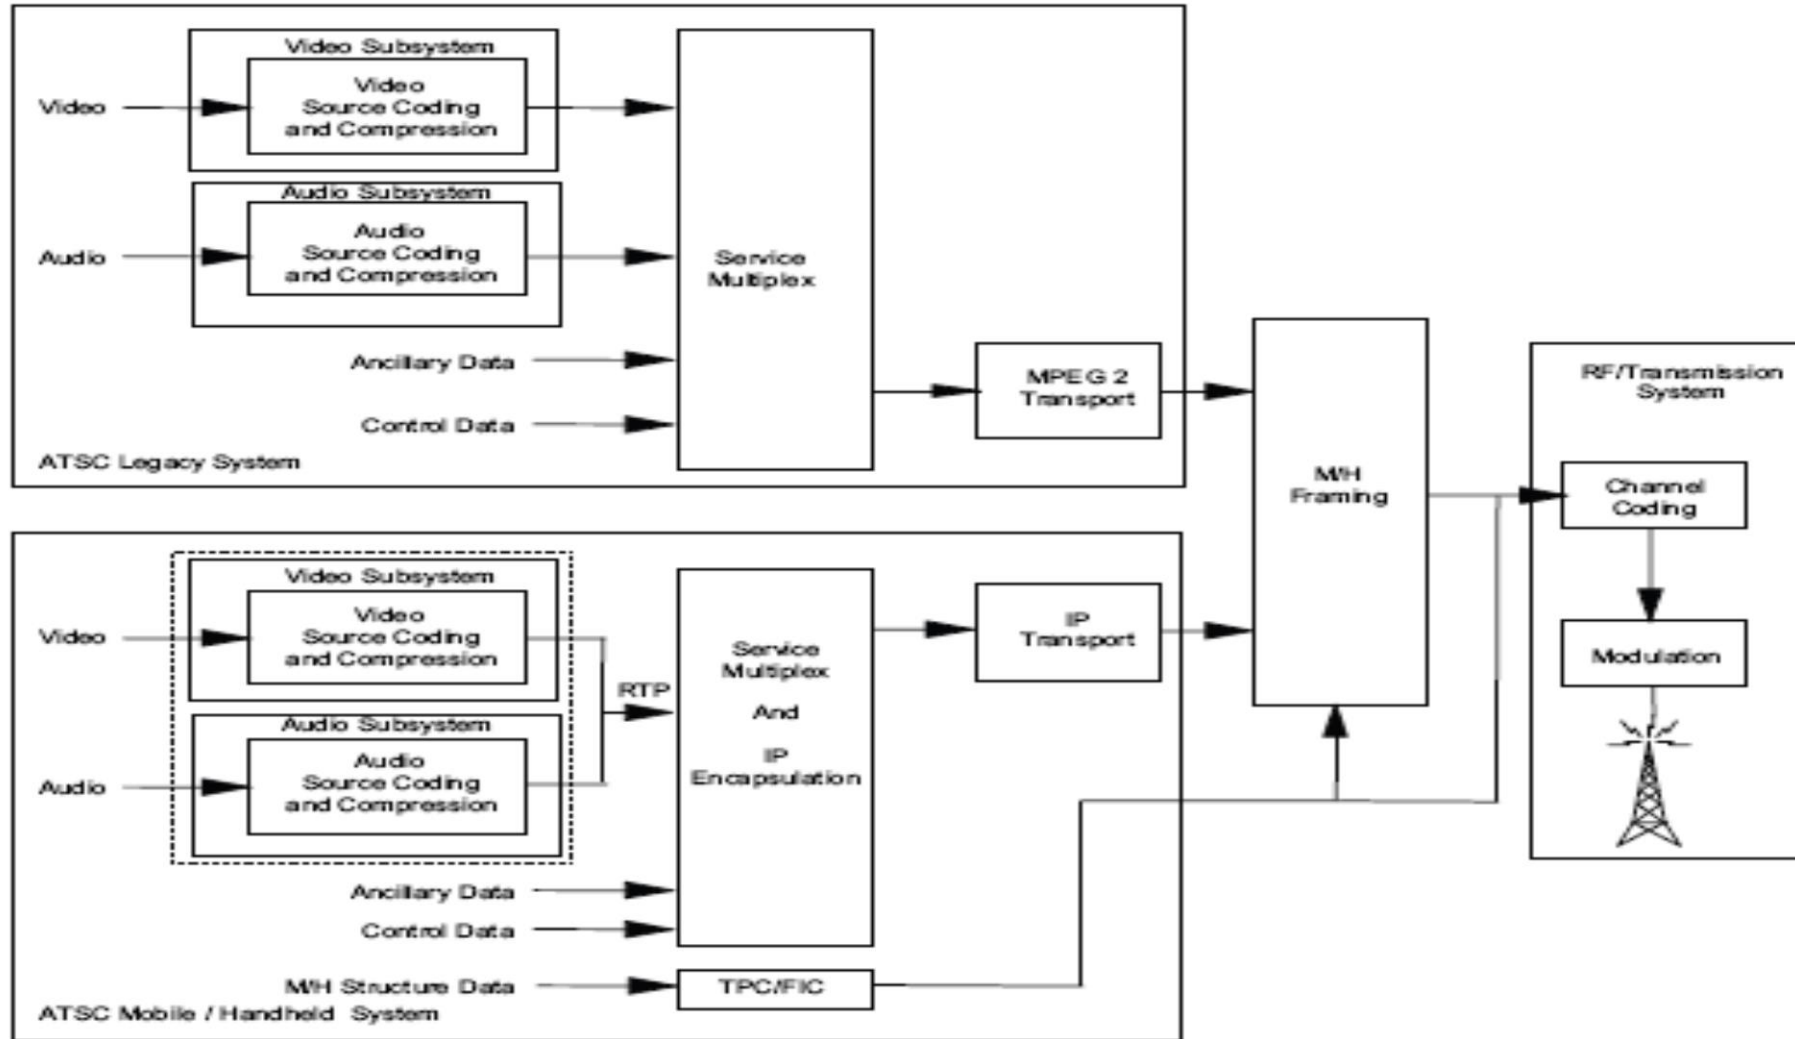 Video Subsystem
Video
Source Coding
and Compression
Video
Audio Subsystem
Audio
Source Coding
and Compression
Audio
Service
Multiplex
Ancillary Data
Control Data
MPEG 2
Transport
ATSC Legacy System
M/H
Framing
RF/Transmission
System
Channel
Coding
Modulation
Video Subsystem
Video
Source Coding
and Compression
Video
Audio Subsystem
Audio
Source Coding
and Compression
Audio
RTP
Service
Multiplex
And
IP
Encapsulation
IP
Transport
Ancillary Data
Control Data
M/H Structure Data
TPC/FIC
ATSC Mobile / Handheld System